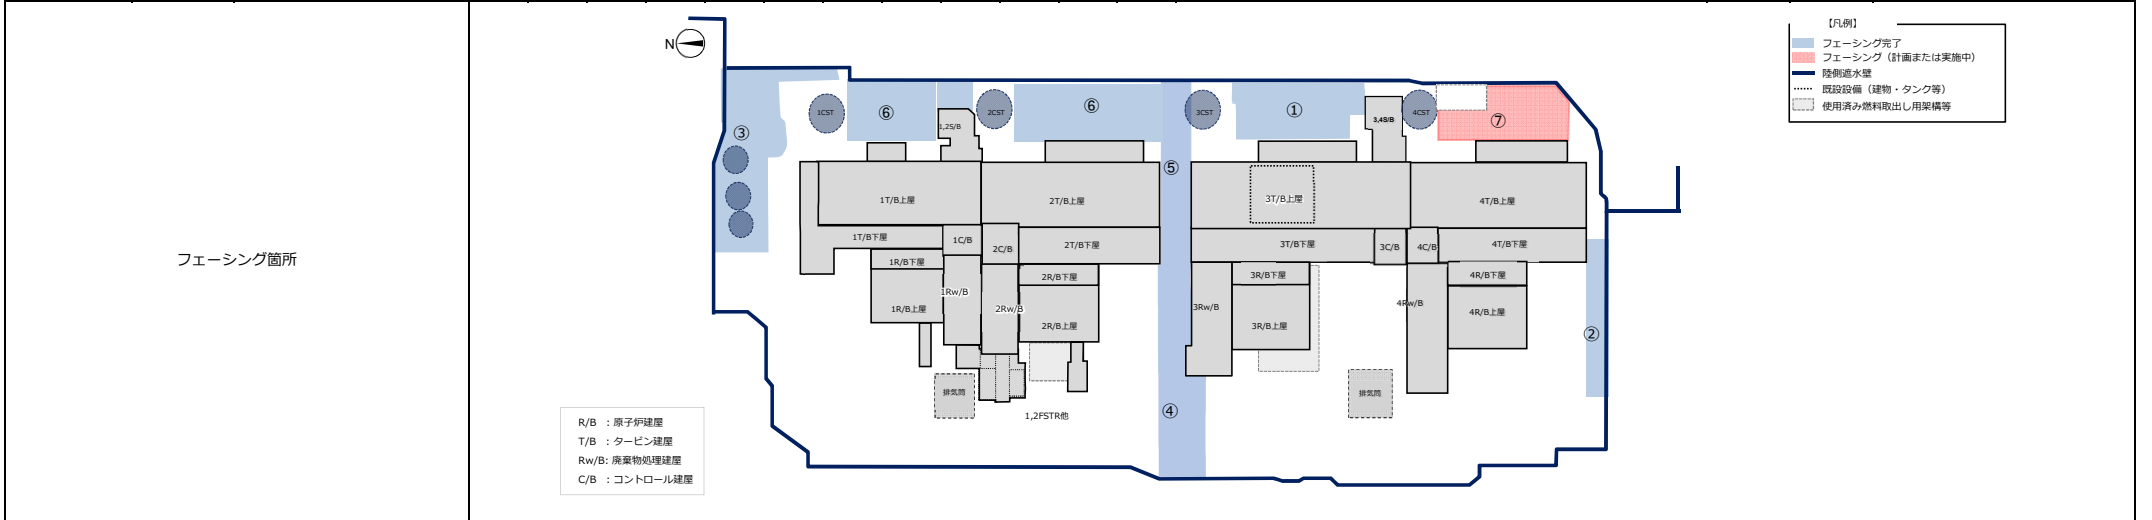 フェーシング箇所
N
【凡例】
フェーシング完了
フェーシング（計画または実施中）
陸側遮水壁
既設設備（建物・タンク等）
使用済み燃料取出し用架構等
③
1CST
⑥
1,2S/B
2CST
⑥
3CST
①
3,4S/B
4CST
⑦
⑤
1T/B上屋
2T/B上屋
3T/B上屋
4T/B上屋
1T/B下屋
1C/B
2C/B
2T/B下屋
3T/B下屋
3C/B
4C/B
4T/B下屋
1R/B下屋
2R/B下屋
3R/B下屋
4R/B下屋
1Rw/B
1R/B上屋
2Rw/B
2R/B上屋
3Rw/B
3R/B上屋
4Rw/B
4R/B上屋
②
排気筒
1,2FSTR他
④
排気筒
R/B ：原子炉建屋
T/B ：タービン建屋
Rw/B：廃棄物処理建屋
C/B ：コントロール建屋